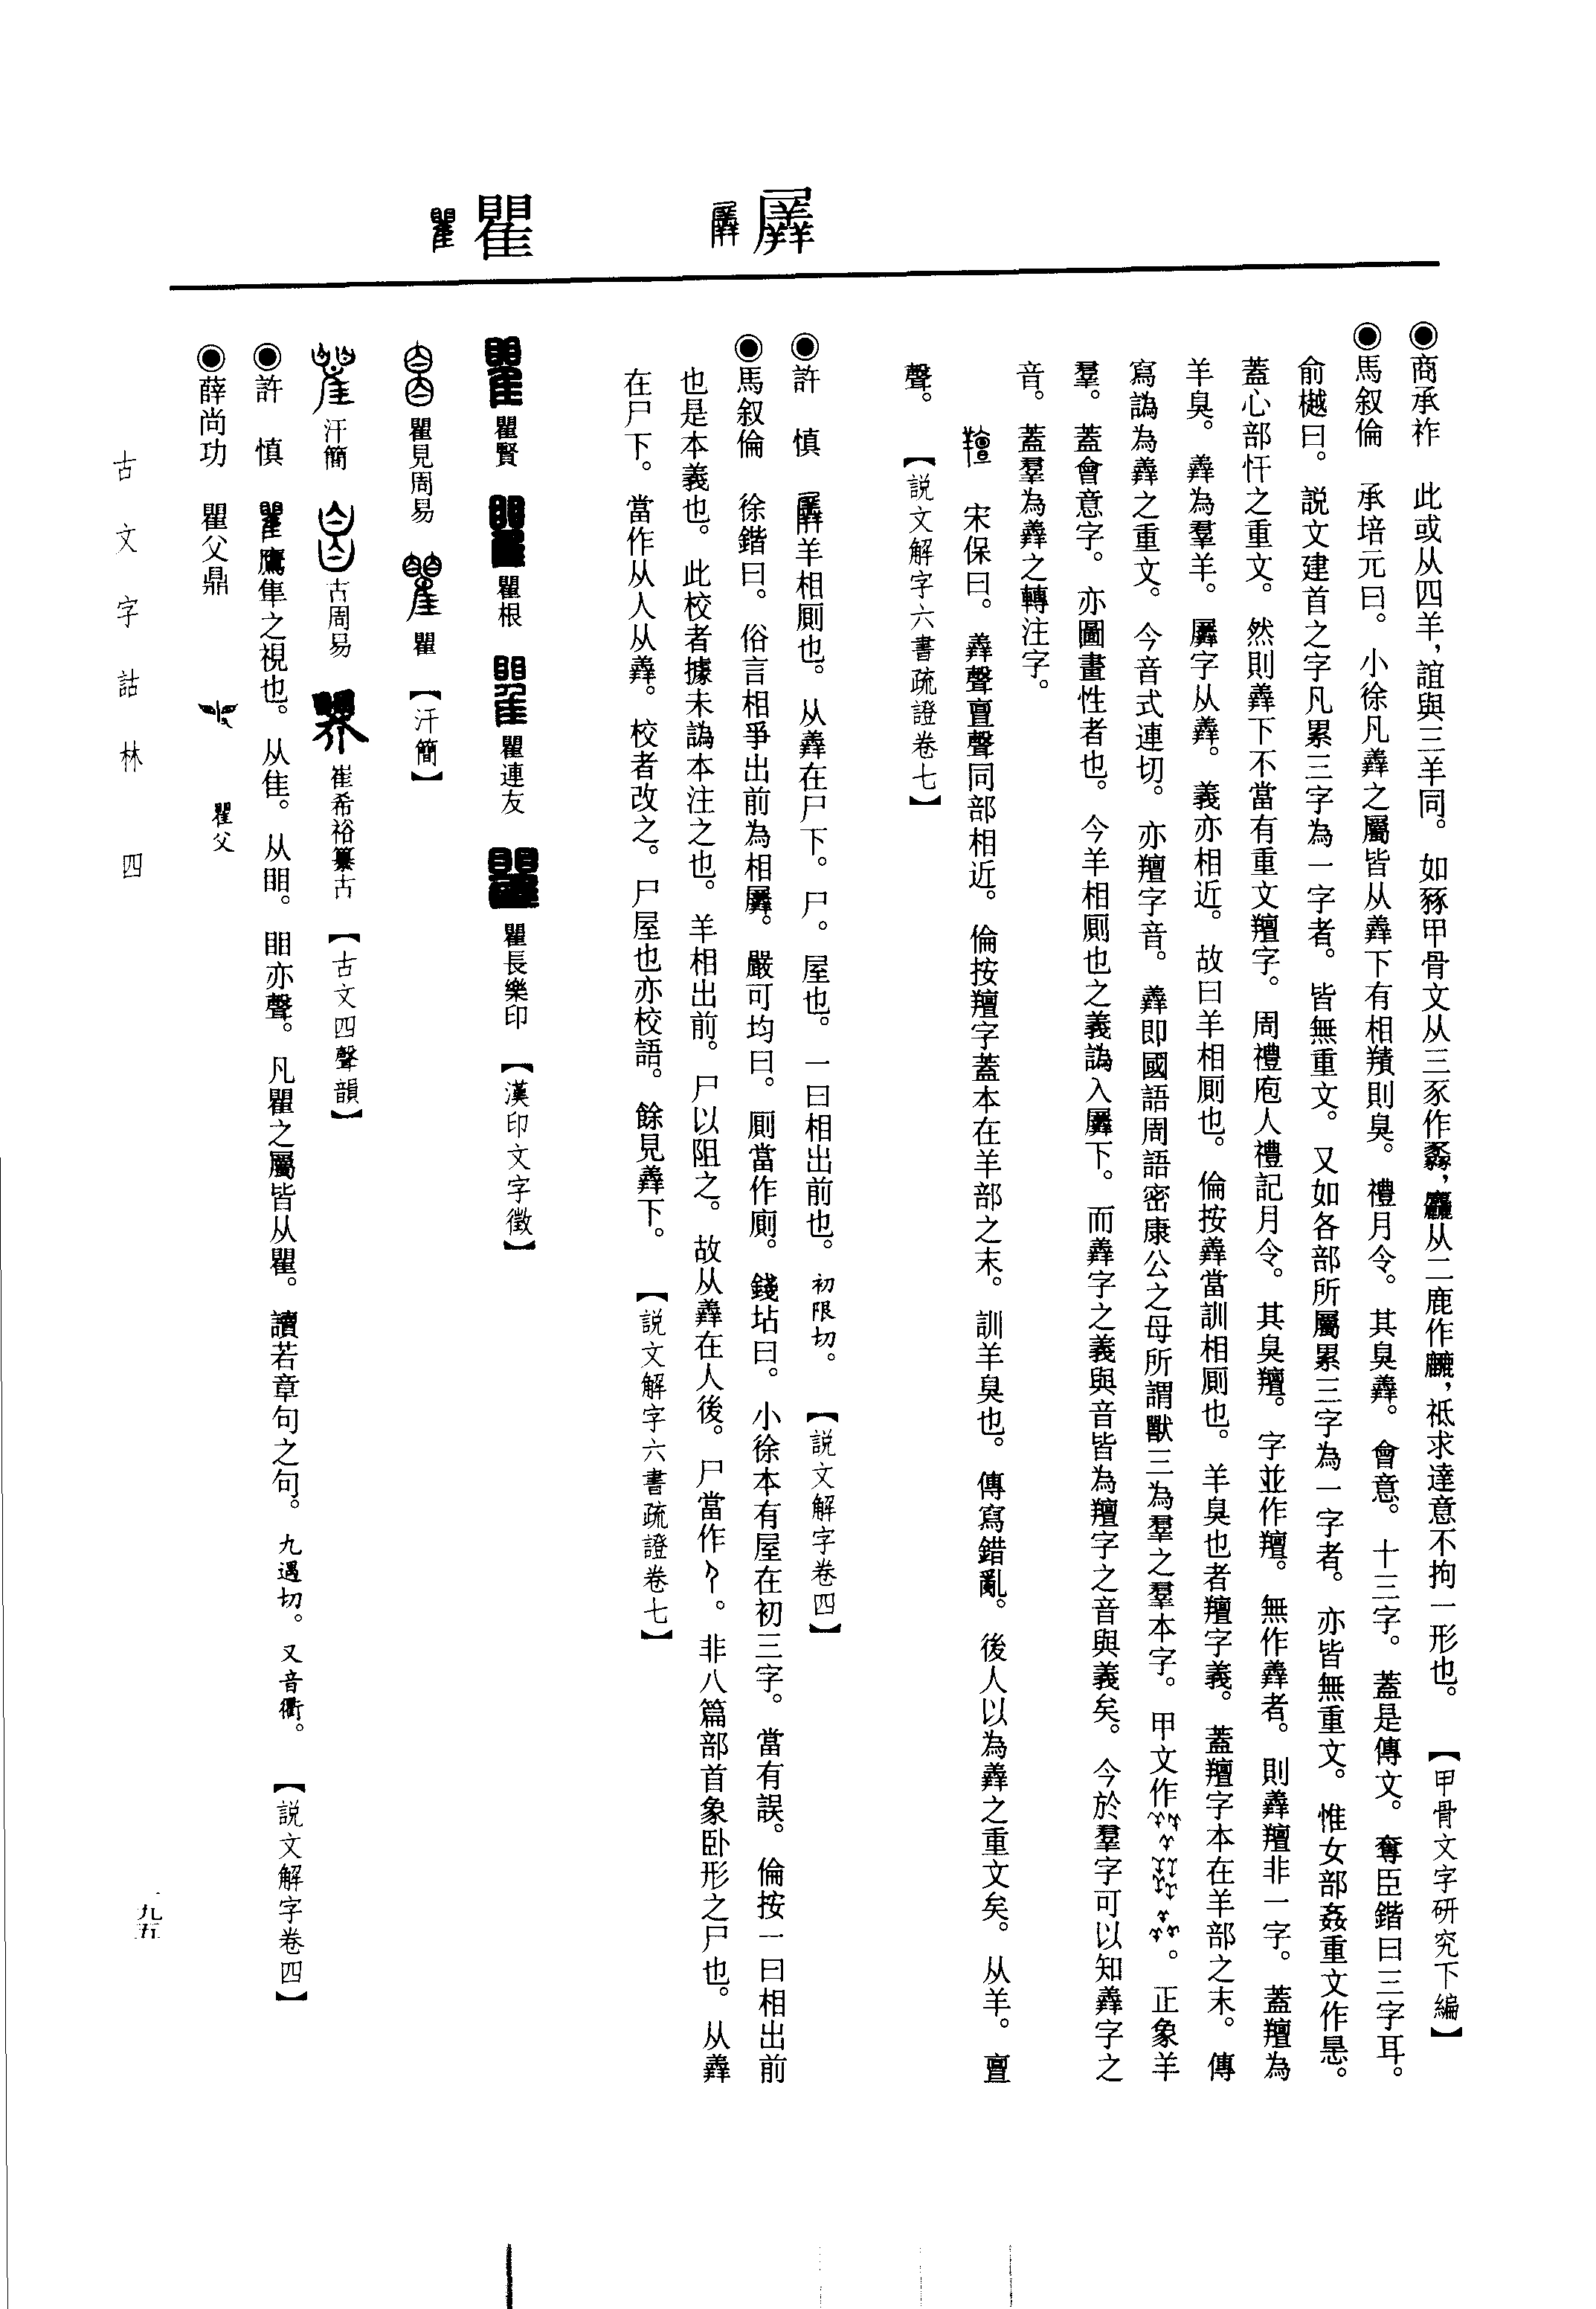 羼
瞿
●商承祚　此或从四羊，誼與三羊同。如豩甲骨文从三豕作，从二鹿作，祗求達意不拘一形也。【甲骨文字研究下編】
●馬叙倫　承培元曰。小徐凡羴之屬皆从羴下有相羵則臭。禮月令。其臭羴。會意。十三字。蓋是傳文。奪臣鍇曰三字耳。
俞樾曰。説文建首之字凡累三字為一字者。皆無重文。又如各部所屬累三字為一字者。亦皆無重文。惟女部姦重文作悬。
蓋心部忓之重文。然則羴下不當有重文羶字。周禮庖人禮記月令。其臭羶。字並作羶。無作羴者。則羴羶非一字。蓋羶為
羊臭。羴為羣羊。羼字从羴。義亦相近。故曰羊相厠也。倫按羴當訓相厠也。羊臭也者羶字義。蓋羶字本在羊部之末。傳
寫譌為羴之重文。今音式連切。亦羶字音。羴即國語周語密康公之母所謂獸三為羣之羣本字。甲文作。正象羊
羣。蓋會意字。亦圖畫性者也。今羊相厠也之義譌入羼下。而羴字之義與音皆為羶字之音與義矣。今於羣字可以知羴字之
音。蓋羣為羴之轉注字。
宋保曰。羴聲亶聲同部相近。倫按羶字蓋本在羊部之末。訓羊臭也。傳寫錯亂。後人以為羴之重文矣。从羊。亶
聲。【説文解字六書疏證卷七】
●許　慎　羊相厠也。从羴在尸下。尸。屋也。一曰相出前也。初限切。【説文解字卷四】
●馬叙倫　徐鍇曰。俗言相爭出前為相羼。嚴可均曰。厠當作廁。錢坫曰。小徐本有屋在初三字。當有誤。倫按一曰相出前
也是本義也。此校者據未譌本注之也。羊相出前。尸以阻之。故从羴在人後。尸當作。非八篇部首象卧形之尸也。从羴
在尸下。當作从人从羴。校者改之。尸屋也亦校語。餘見羴下。【説文解字六書疏證卷七】
瞿賢　瞿根　瞿連友　瞿長樂印　【漢印文字徵】
瞿見周易　瞿　【汗簡】
汗簡　古周易　崔希裕纂古　【古文四聲韻】
●許　慎　鷹隼之視也。从隹。从䀠。䀠亦聲。凡瞿之屬皆从瞿。讀若章句之句。九遇切。又音衢。【説文解字卷四】
●薛尚功　瞿父鼎　瞿父
古文字詁林　四
一九五